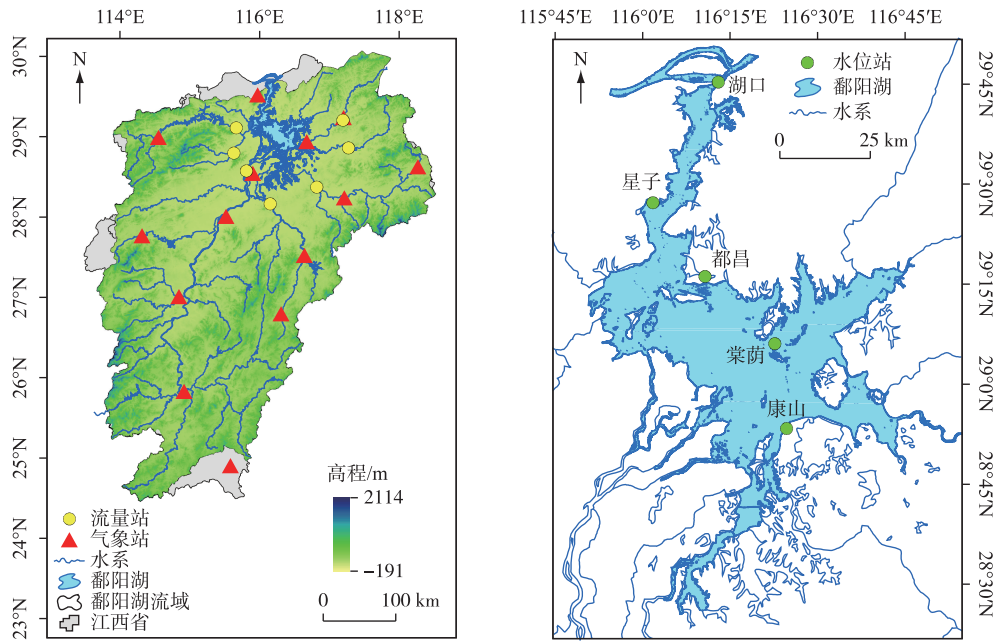 114°E 116°E 118°E
30°N
29°N
28°N
27°N
26°N
25°N
24°N
23°N
N
高程/m
2114
-191
0 100 km
流量站
气象站
水系
鄱阳湖
鄱阳湖流域
江西省
115°45′E 116°0′E 116°15′E 116°30′E 116°45′E
29°45′N
29°30′N
29°15′N
29°0′N
28°45′N
28°30′N
N
水位站
鄱阳湖
水系
0 25 km
湖口
星子
都昌
棠荫
康山